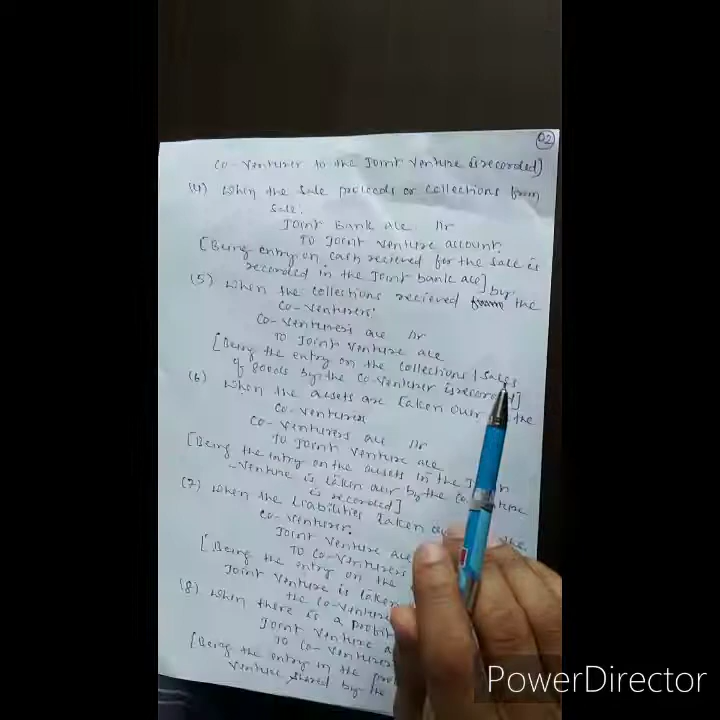 02
Co-Venturer to the Joint Venture is recorded]
(4) When the Sale proceeds or collections from
Sale.
Joint Bank a/c Dr
To Joint Venture account.
[Being entry on cash recieved for the sale is
recorded in the Joint bank a/c]
(5) When the collections recieved by the
Co-Venturers.
Co-Venturers a/c Dr
To Joint Venture a/c
[Being the entry on the collections / Sales
of goods by the Co-Venturer is recorded]
(6) When the assets are taken over the
Co-Venturers
Co-Venturers a/c Dr
To Joint Venture a/c
[Being the entry on the assets in the Join
-Venture is taken over by the Co
is recorded]
(7) When the Liabilities taken
Co-Venturer.
Joint Venture a/c
To Co-Venturers
[Being the entry on the
Joint Venture is taken
the Co-Venture
(8) When there is a profit
Joint Venture a
To Co-Venturers
[Being the entry in the
Venture shared by the
PowerDirector